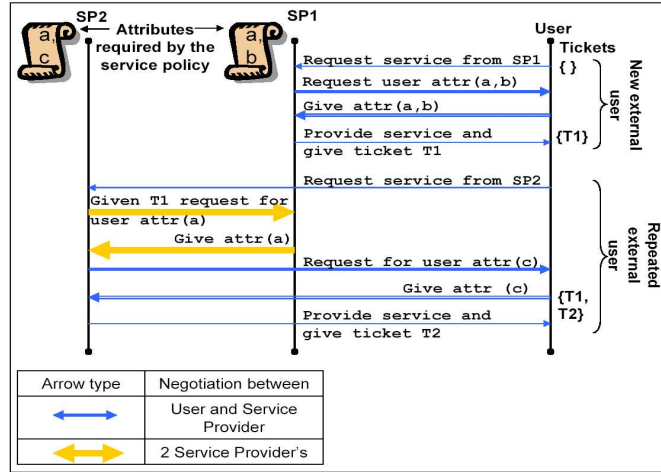 SP2
Attributes
required by the
service policy
SP1
User
a,
c
a,
b
Tickets
Request service from SP1
{ }
Request user attr(a,b)
Give attr(a,b)
Provide service and
give ticket T1
{T1}
New external
user
Request service from SP2
Given T1 request for
user attr(a)
Give attr(a)
Request for user attr(c)
Give attr (c)
{T1,
T2}
Provide service and
give ticket T2
Repeated
external
user
Arrow type
Negotiation between
User and Service
Provider
2 Service Provider's